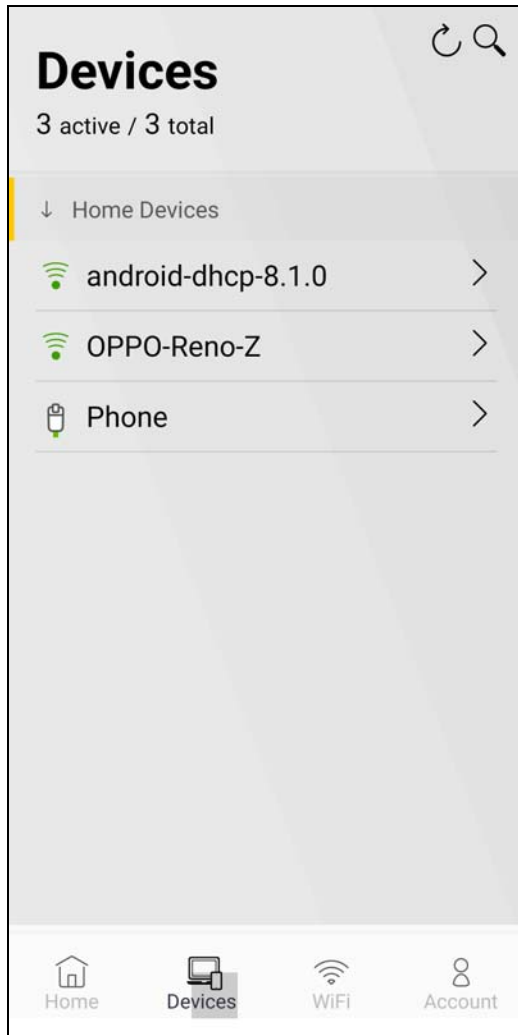 Devices
3 active / 3 total
↓ Home Devices
android-dhcp-8.1.0
OPPO-Reno-Z
Phone
Home Devices WiFi Account